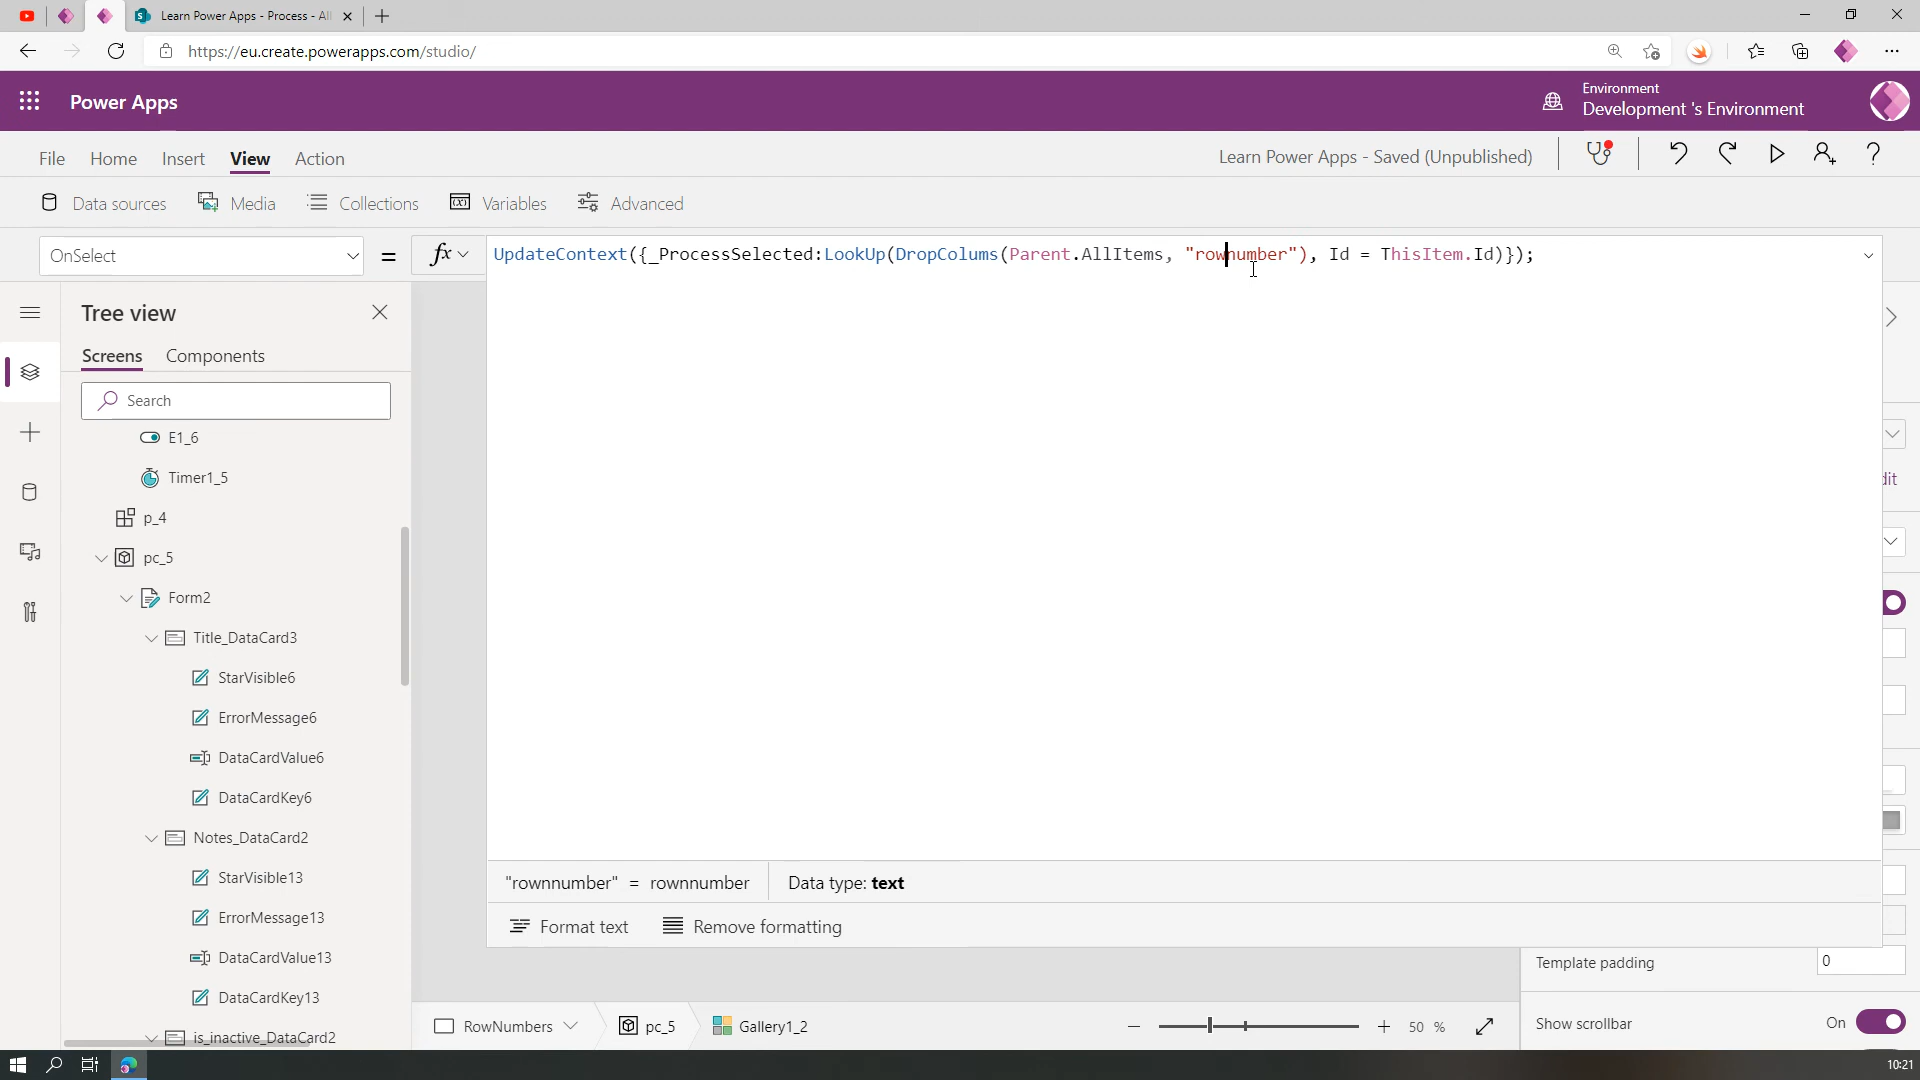 Learn Power Apps - Process - All
https://eu.create.powerapps.com/studio/
Power Apps
Environment
Development 's Environment
File Home Insert View Action
Learn Power Apps - Saved (Unpublished)
Data sources Media Collections Variables Advanced
OnSelect = fx UpdateContext({_ProcessSelected:LookUp(DropColums(Parent.AllItems, "rownumber"), Id = ThisItem.Id)});
Tree view
Screens Components
Search
E1_6
Timer1_5
p_4
pc_5
Form2
Title_DataCard3
StarVisible6
ErrorMessage6
DataCardValue6
DataCardKey6
Notes_DataCard2
StarVisible13
ErrorMessage13
DataCardValue13
DataCardKey13
is_inactive_DataCard2
"rownnumber" = rownnumber Data type: text
Format text Remove formatting
Template padding 0
Show scrollbar On
RowNumbers pc_5 Gallery1_2 50 %
10:21